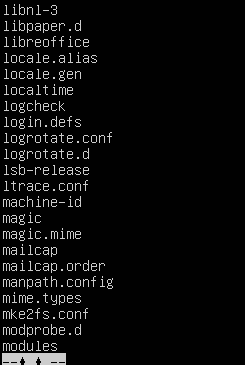 libnl-3
libpaper.d
libreoffice
locale.alias
locale.gen
localtime
logcheck
login.defs
logrotate.conf
logrotate.d
lsb-release
ltrace.conf
machine-id
magic
magic.mime
mailcap
mailcap.order
manpath.config
mime.types
mke2fs.conf
modprobe.d
modules
--♦ ♦ --